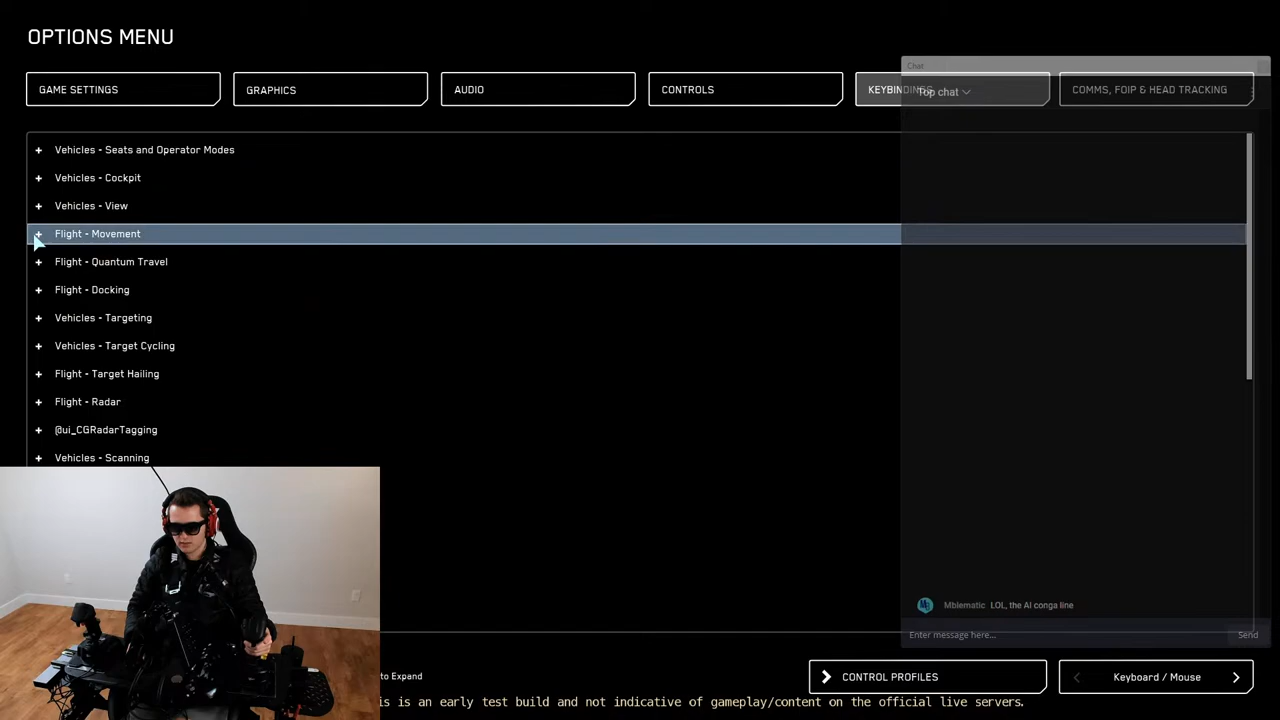 OPTIONS MENU
GAME SETTINGS
GRAPHICS
AUDIO
CONTROLS
KEYBINDINGS
COMMS, FOIP & HEAD TRACKING
Chat
Top chat
Vehicles - Seats and Operator Modes
Vehicles - Cockpit
Vehicles - View
Flight - Movement
Flight - Quantum Travel
Flight - Docking
Vehicles - Targeting
Vehicles - Target Cycling
Flight - Target Hailing
Flight - Radar
@ui_CGRadarTagging
Vehicles - Scanning
Mblematic LOL, the AI conga line
Enter message here...
Send
to Expand
CONTROL PROFILES
Keyboard / Mouse
is is an early test build and not indicative of gameplay/content on the official live servers.